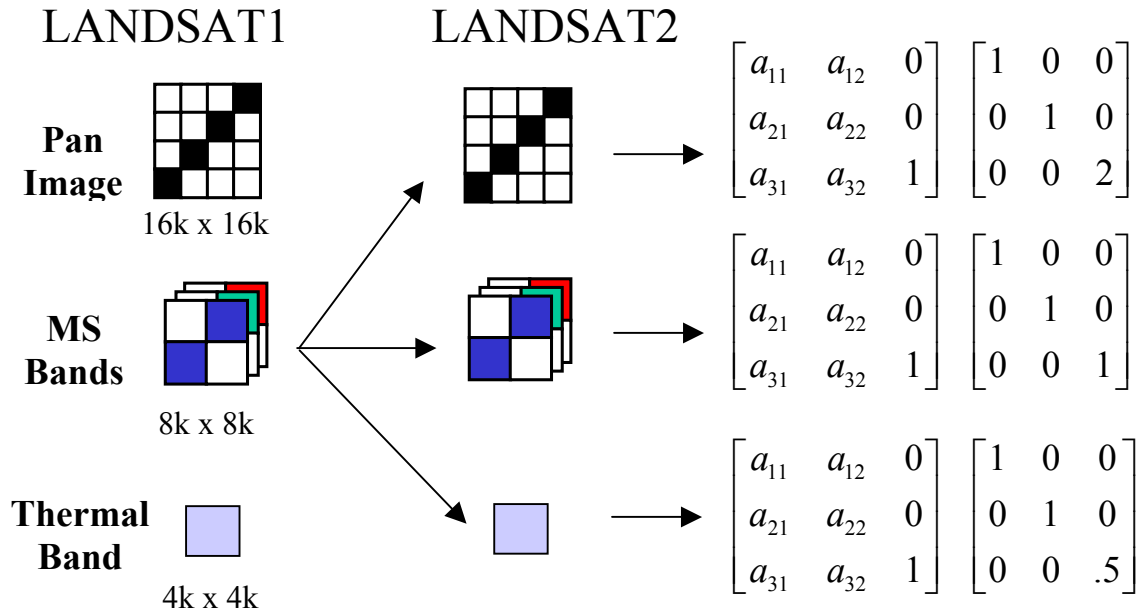 LANDSAT1 LANDSAT2
Pan
Image
16k x 16k
a11 a12 0 1 0 0
a21 a22 0 0 1 0
a31 a32 1 0 0 2
MS
Bands
8k x 8k
a11 a12 0 1 0 0
a21 a22 0 0 1 0
a31 a32 1 0 0 1
Thermal
Band
4k x 4k
a11 a12 0 1 0 0
a21 a22 0 0 1 0
a31 a32 1 0 0 .5